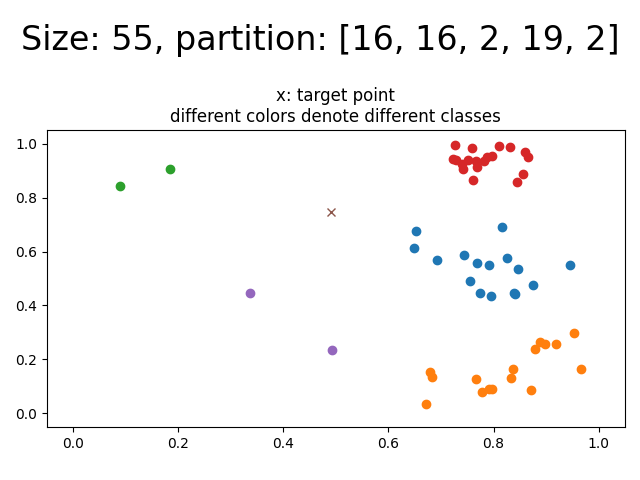 Size: 55, partition: [16, 16, 2, 19, 2]
x: target point
different colors denote different classes
1.0
0.8
0.6
0.4
0.2
0.0
0.0 0.2 0.4 0.6 0.8 1.0